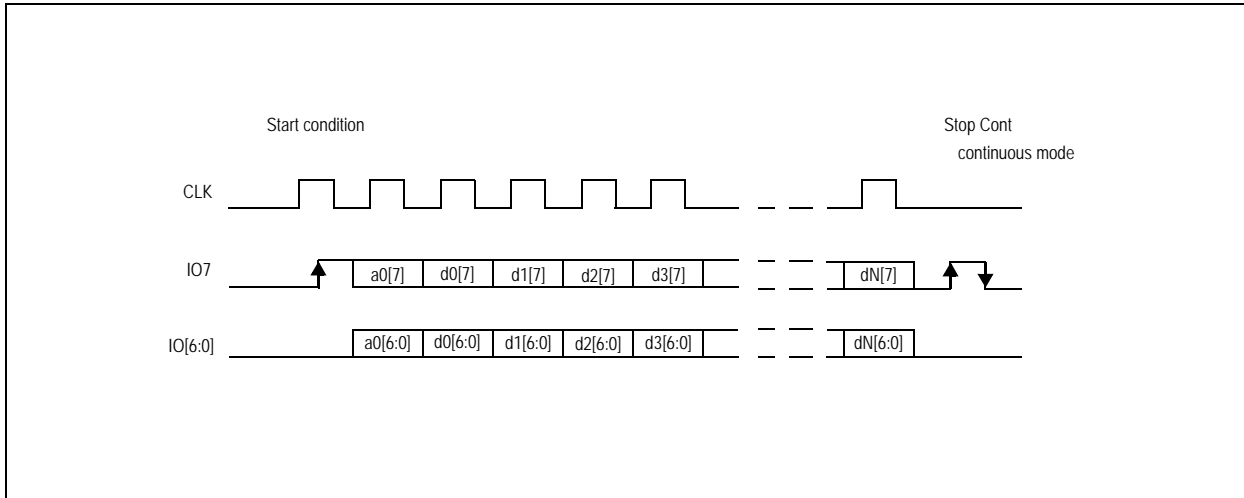 Start condition
Stop Cont
continuous mode
CLK
IO7
a0[7] d0[7] d1[7] d2[7] d3[7] dN[7]
IO[6:0]
a0[6:0] d0[6:0] d1[6:0] d2[6:0] d3[6:0] dN[6:0]